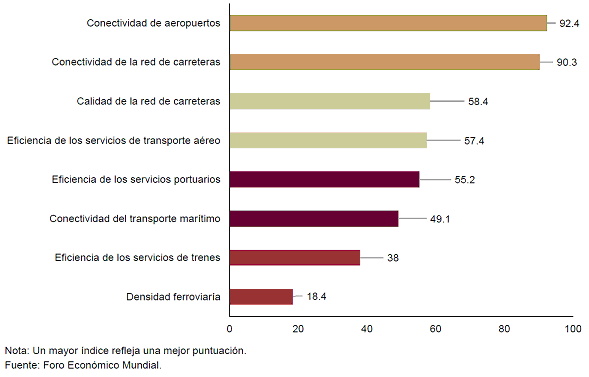 Conectividad de aeropuertos 92.4
Conectividad de la red de carreteras 90.3
Calidad de la red de carreteras 58.4
Eficiencia de los servicios de transporte aéreo 57.4
Eficiencia de los servicios portuarios 55.2
Conectividad del transporte marítimo 49.1
Eficiencia de los servicios de trenes 38
Densidad ferroviaría 18.4
0 20 40 60 80 100
Nota: Un mayor índice refleja una mejor puntuación.
Fuente: Foro Económico Mundial.